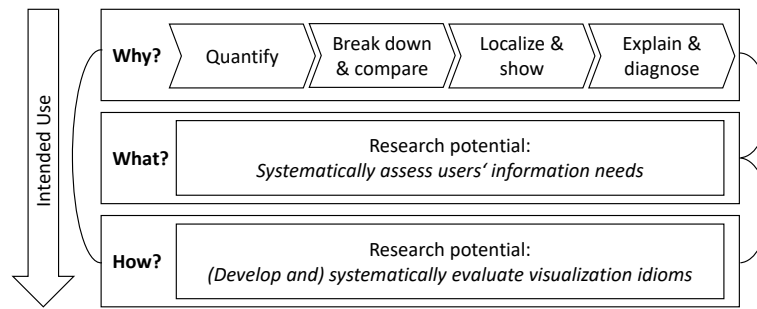 Intended Use
Why?
Quantify
Break down
& compare
Localize &
show
Explain &
diagnose
What?
Research potential:
Systematically assess users‘ information needs
How?
Research potential:
(Develop and) systematically evaluate visualization idioms